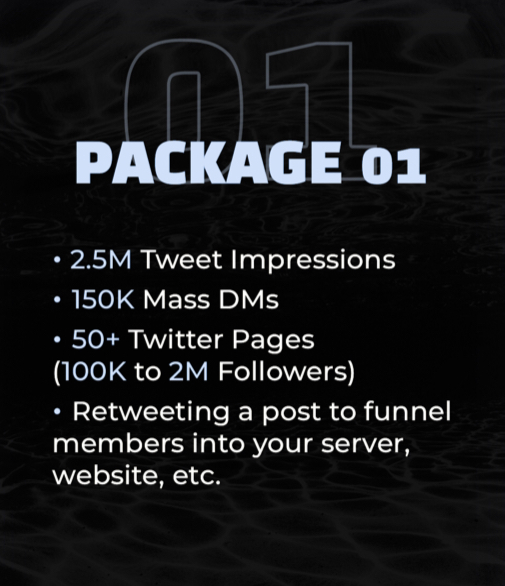 01
PACKAGE 01
• 2.5M Tweet Impressions
• 150K Mass DMs
• 50+ Twitter Pages
(100K to 2M Followers)
• Retweeting a post to funnel
members into your server,
website, etc.